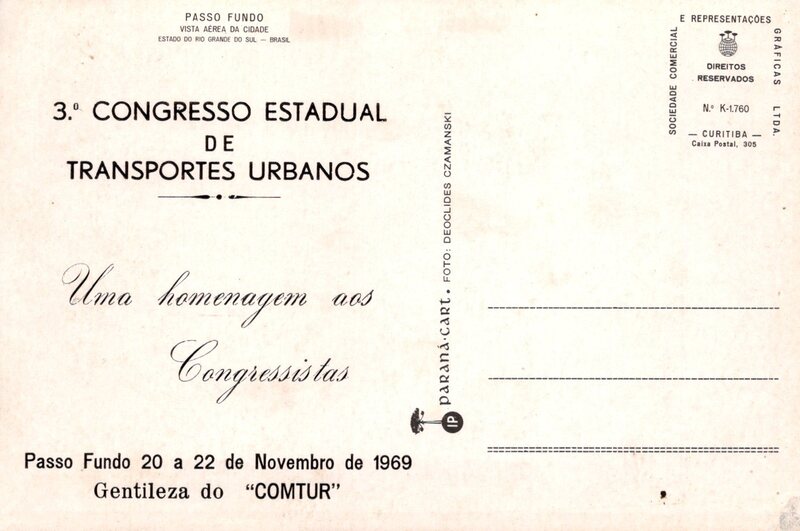 PASSO FUNDO
VISTA AÉREA DA CIDADE
ESTADO DO RIO GRANDE DO SUL — BRASIL
3.º CONGRESSO ESTADUAL
DE
TRANSPORTES URBANOS
Uma homenagem aos
Congressistas
Passo Fundo 20 a 22 de Novembro de 1969
Gentileza do "COMTUR"
PARANÁ-CART. FOTO: DEOCLIDES CZAMANSKI
IP
SOCIEDADE COMERCIAL
E REPRESENTAÇÕES
GRÁFICAS LTDA.
DIREITOS
RESERVADOS
N.º K-1.760
— CURITIBA —
Caixa Postal, 305